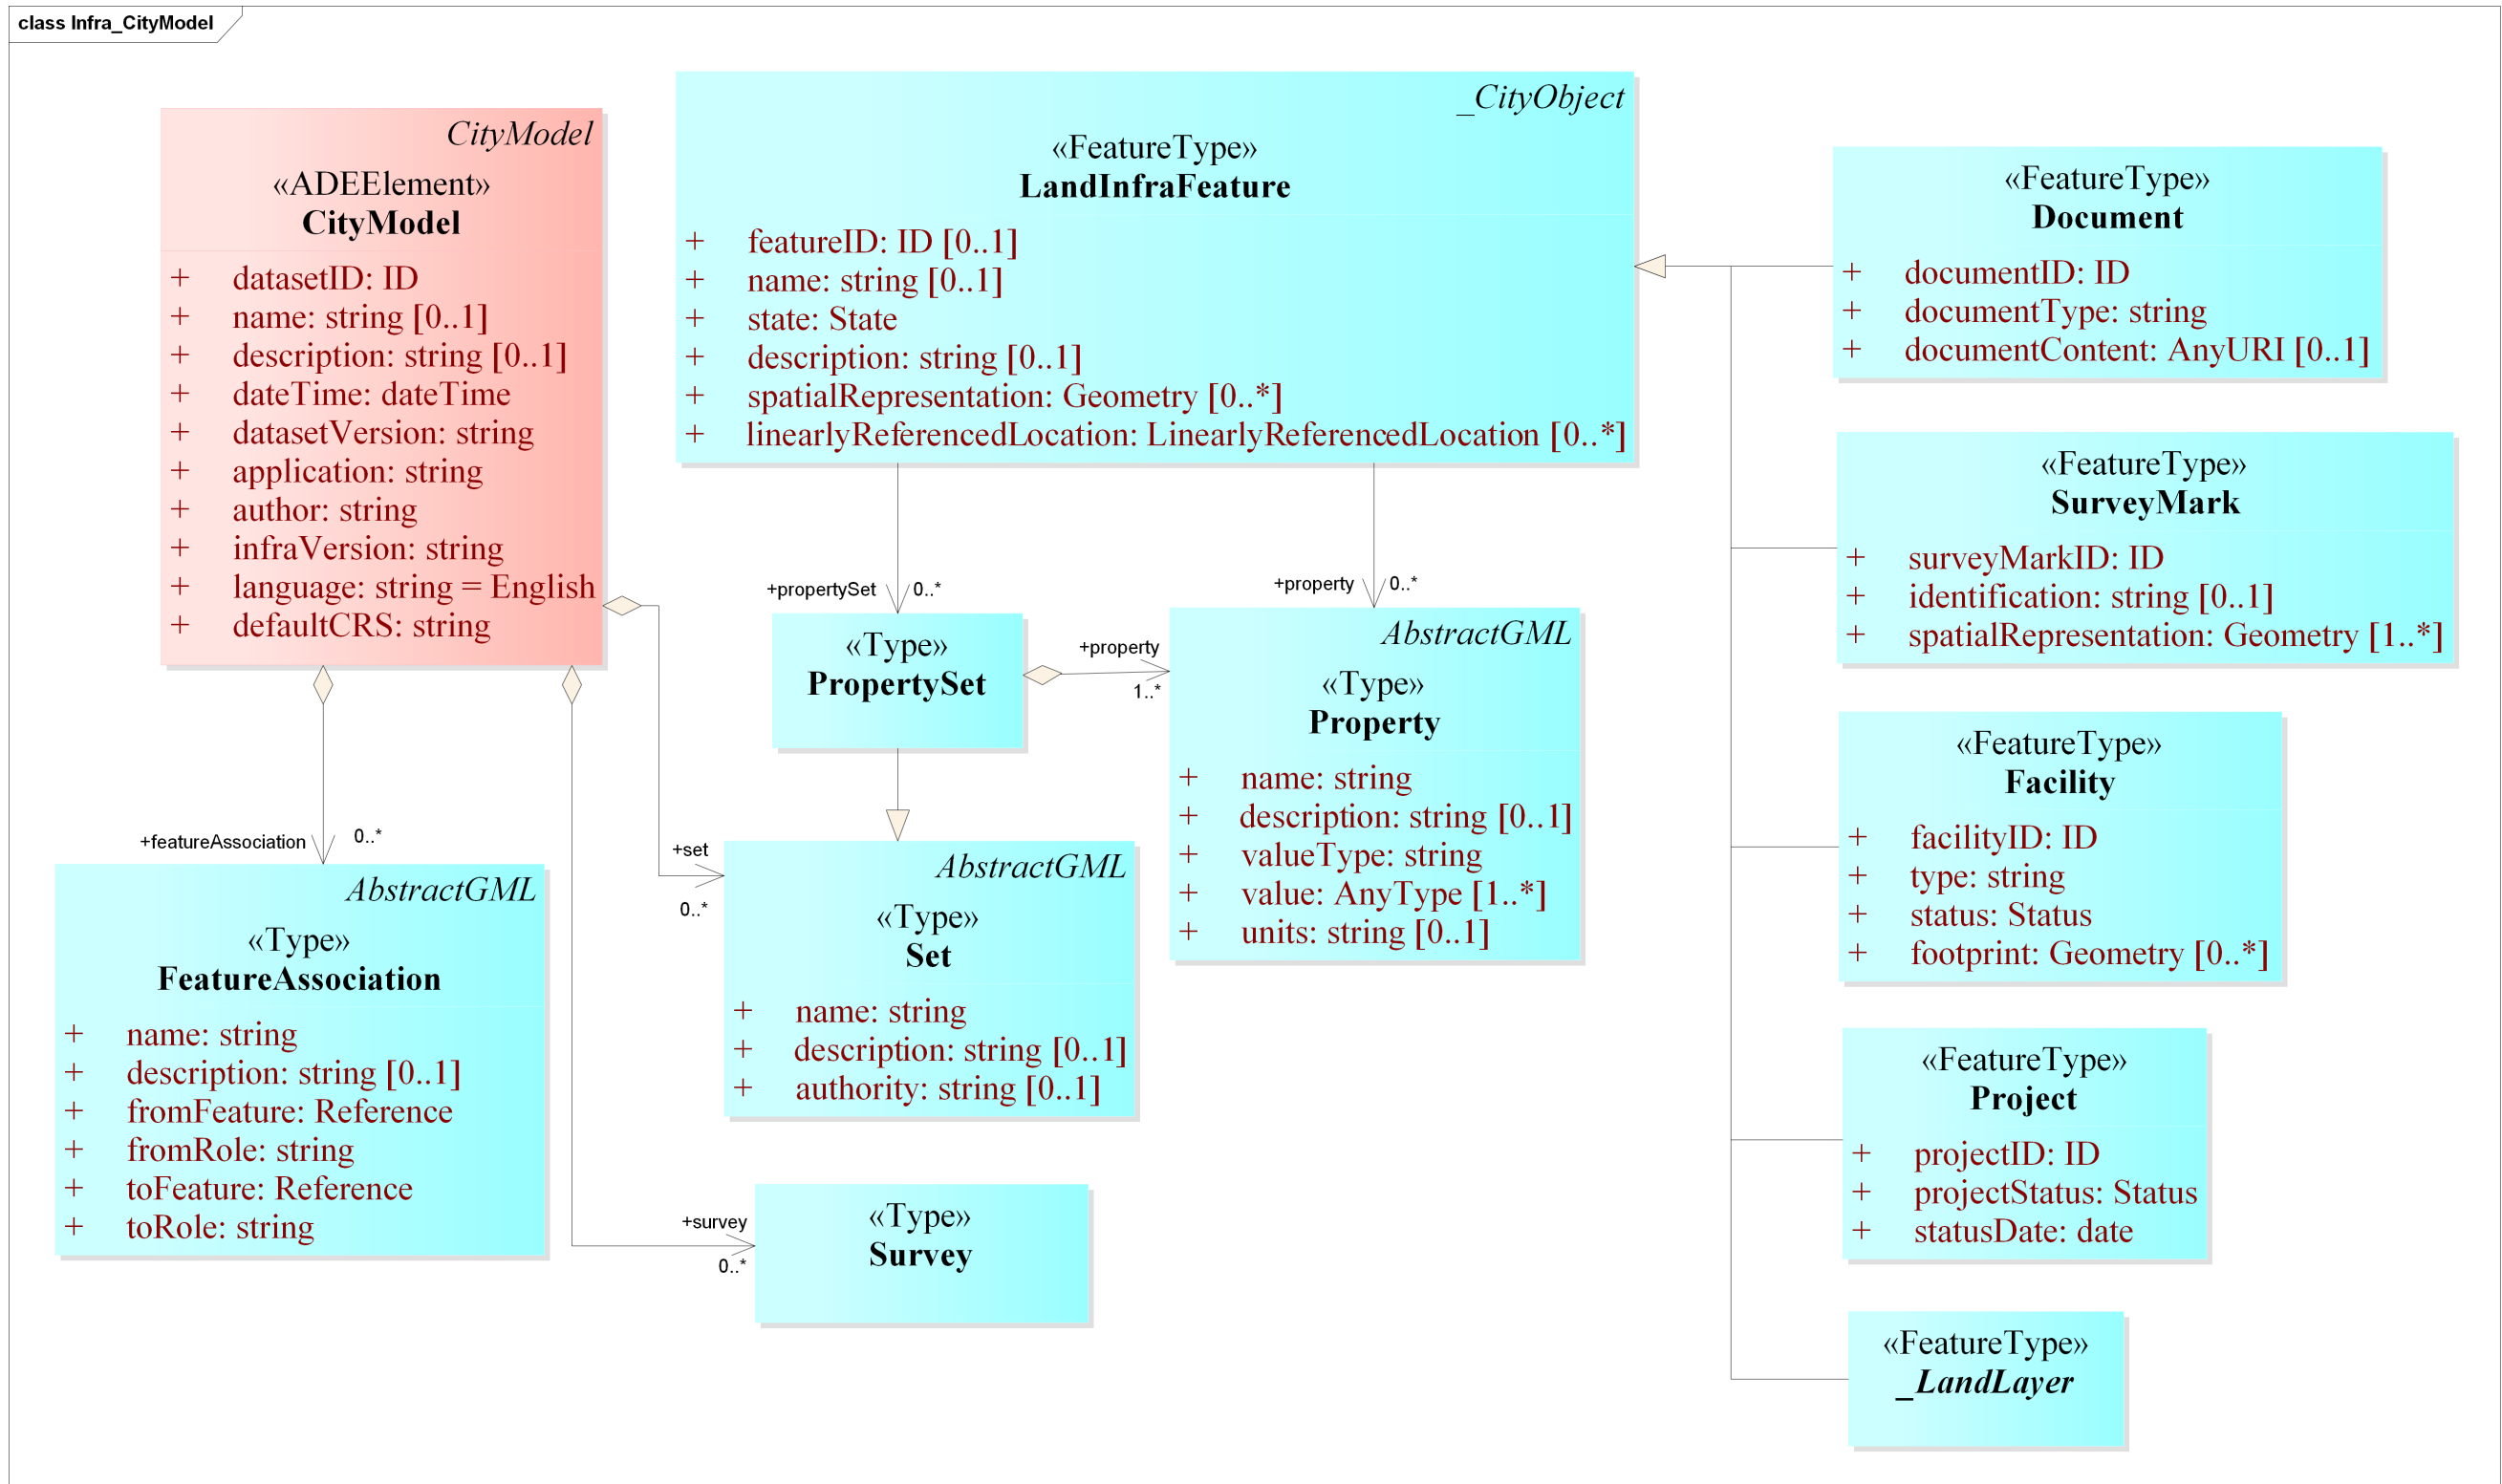 class Infra_CityModel
CityModel
«ADEElement»
CityModel
+ datasetID: ID
+ name: string [0..1]
+ description: string [0..1]
+ dateTime: dateTime
+ datasetVersion: string
+ application: string
+ author: string
+ infraVersion: string
+ language: string = English
+ defaultCRS: string
_CityObject
«FeatureType»
LandInfraFeature
+ featureID: ID [0..1]
+ name: string [0..1]
+ state: State
+ description: string [0..1]
+ spatialRepresentation: Geometry [0..*]
+ linearlyReferencedLocation: LinearlyReferencedLocation [0..*]
«FeatureType»
Document
+ documentID: ID
+ documentType: string
+ documentContent: AnyURI [0..1]
«FeatureType»
SurveyMark
+ surveyMarkID: ID
+ identification: string [0..1]
+ spatialRepresentation: Geometry [1..*]
+propertySet 0..*
+property 0..*
«Type»
PropertySet
+property
1..*
AbstractGML
«Type»
Property
+ name: string
+ description: string [0..1]
+ valueType: string
+ value: AnyType [1..*]
+ units: string [0..1]
«FeatureType»
Facility
+ facilityID: ID
+ type: string
+ status: Status
+ footprint: Geometry [0..*]
+featureAssociation 0..*
AbstractGML
«Type»
FeatureAssociation
+ name: string
+ description: string [0..1]
+ fromFeature: Reference
+ fromRole: string
+ toFeature: Reference
+ toRole: string
+set
0..*
AbstractGML
«Type»
Set
+ name: string
+ description: string [0..1]
+ authority: string [0..1]
«FeatureType»
Project
+ projectID: ID
+ projectStatus: Status
+ statusDate: date
+survey
0..*
«Type»
Survey
«FeatureType»
_LandLayer